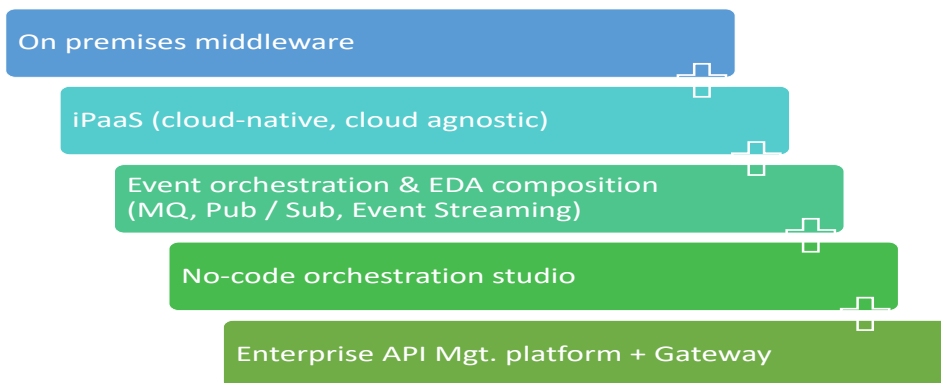 On premises middleware
iPaaS (cloud-native, cloud agnostic)
Event orchestration & EDA composition
(MQ, Pub / Sub, Event Streaming)
No-code orchestration studio
Enterprise API Mgt. platform + Gateway